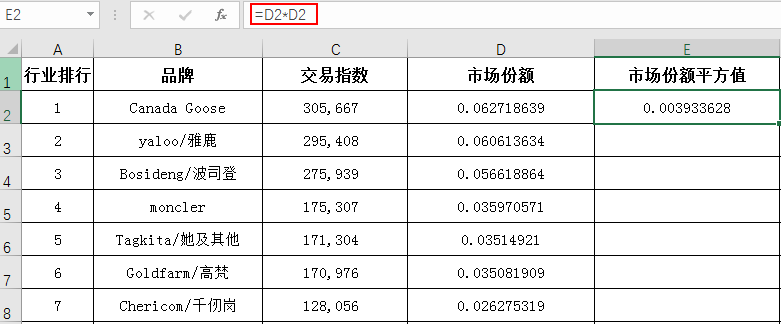 E2 fx =D2*D2
A B C D E
1 行业排行 品牌 交易指数 市场份额 市场份额平方值
2 1 Canada Goose 305,667 0.062718639 0.003933628
3 2 yaloo/雅鹿 295,408 0.060613634
4 3 Bosideng/波司登 275,939 0.056618864
5 4 moncler 175,307 0.035970571
6 5 Tagkita/她及其他 171,304 0.03514921
7 6 Goldfarm/高梵 170,976 0.035081909
8 7 Chericom/千仞岗 128,056 0.026275319